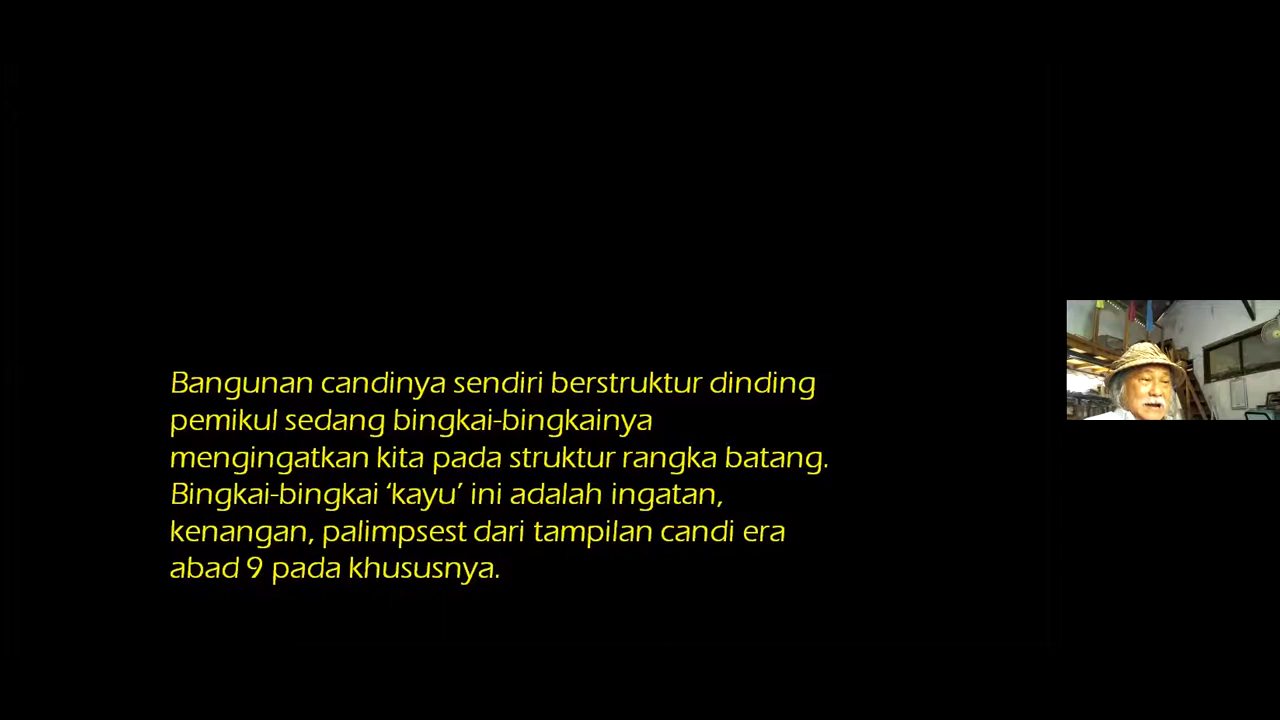 Bangunan candinya sendiri berstruktur dinding
pemikul sedang bingkai-bingkainya
mengingatkan kita pada struktur rangka batang.
Bingkai-bingkai ‘kayu’ ini adalah ingatan,
kenangan, palimpsest dari tampilan candi era
abad 9 pada khususnya.